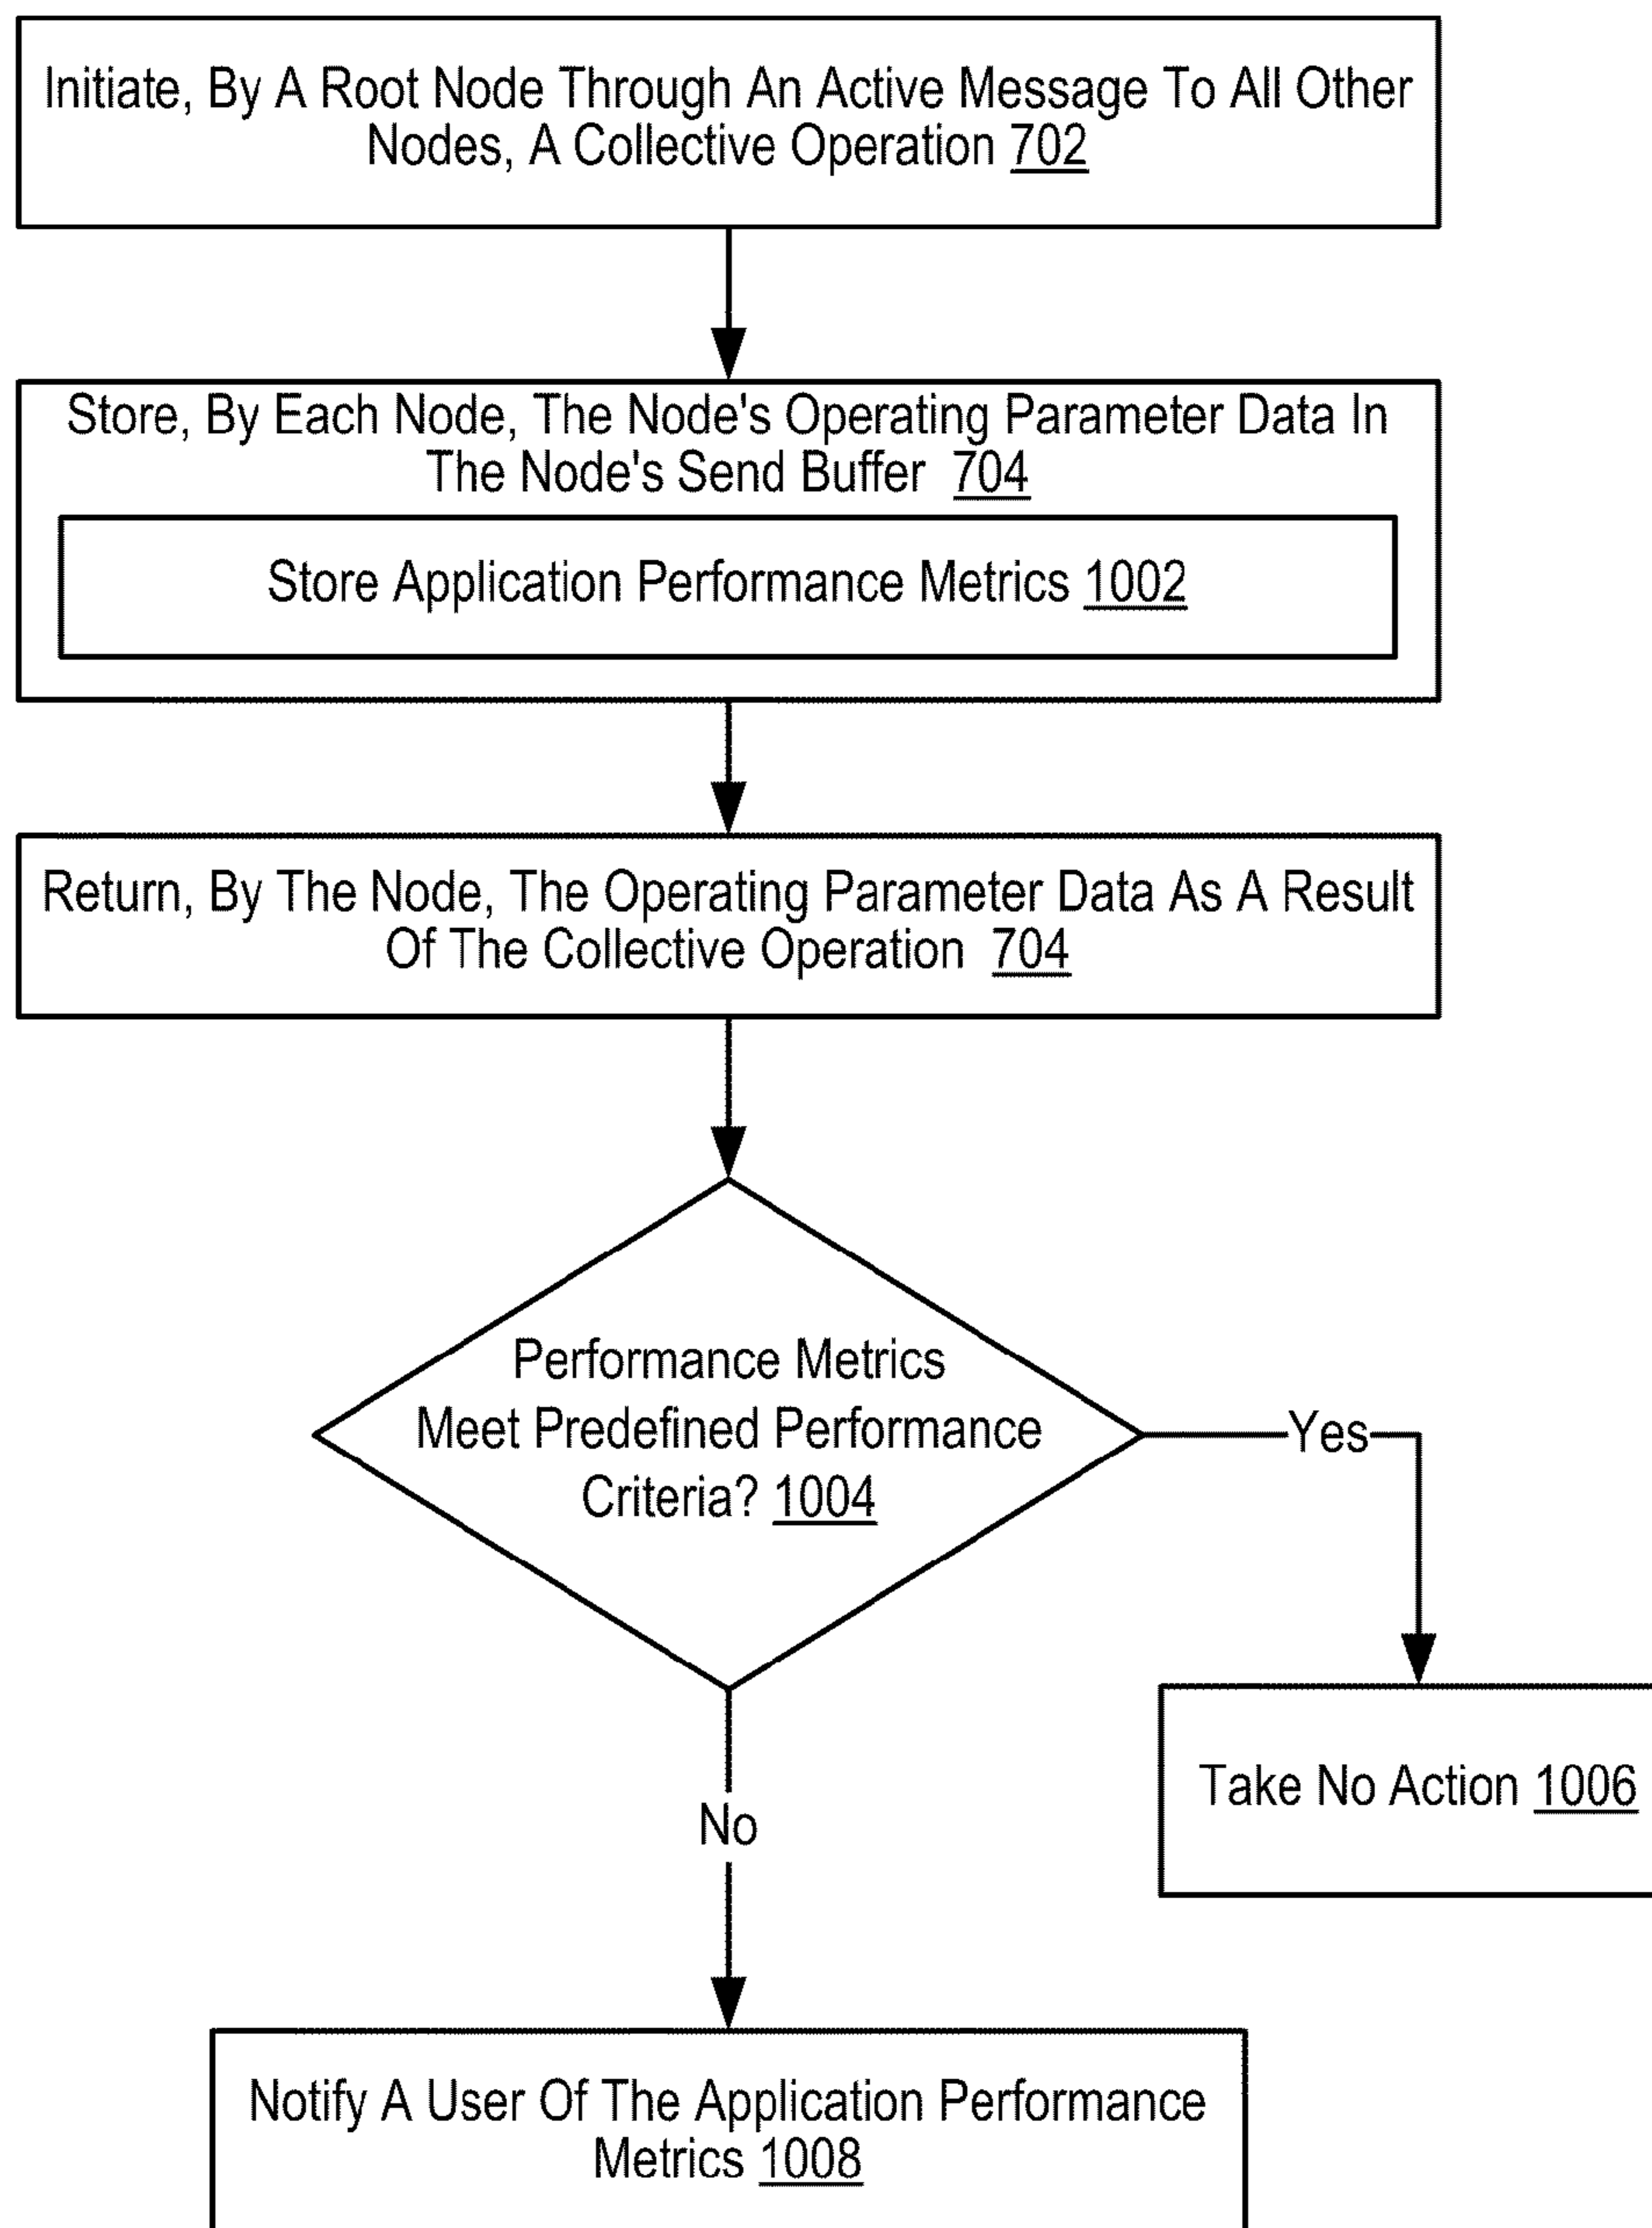 Initiate, By A Root Node Through An Active Message To All Other
Nodes, A Collective Operation 702
Store, By Each Node, The Node's Operating Parameter Data In
The Node's Send Buffer 704
Store Application Performance Metrics 1002
Return, By The Node, The Operating Parameter Data As A Result
Of The Collective Operation 704
Performance Metrics
Meet Predefined Performance
Criteria? 1004
Yes
Take No Action 1006
No
Notify A User Of The Application Performance
Metrics 1008